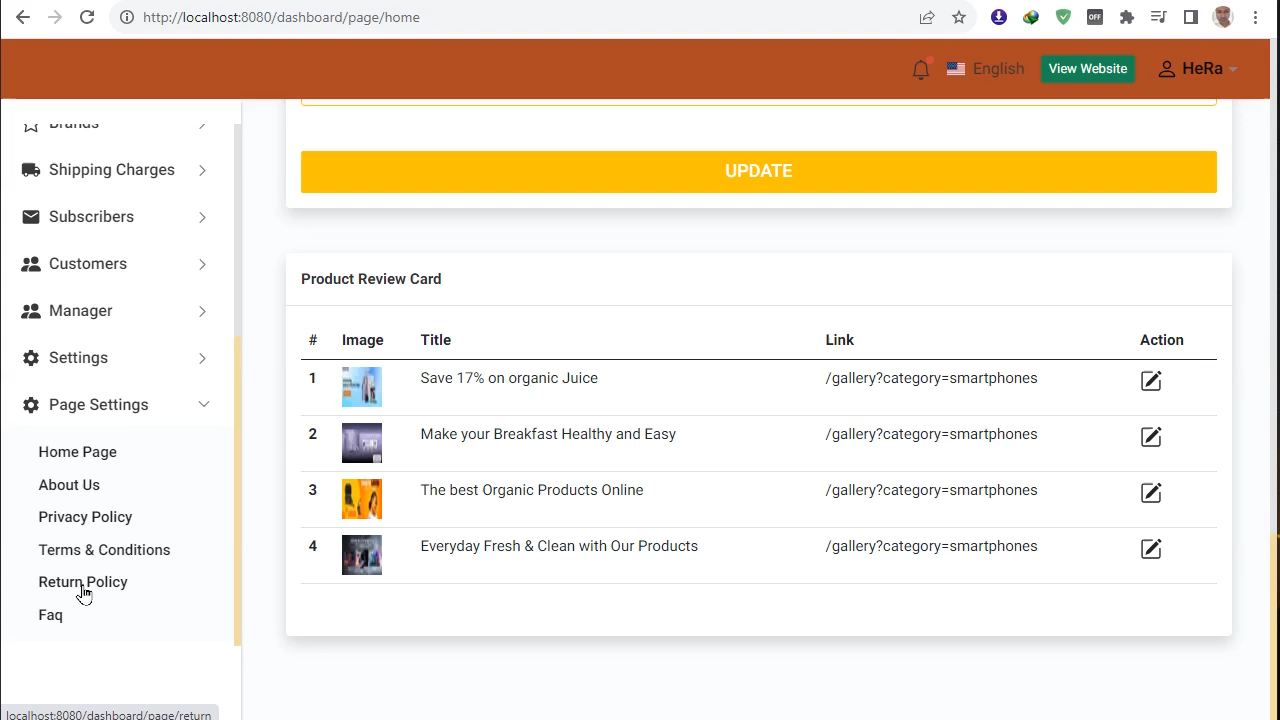 http://localhost:8080/dashboard/page/home
OFF
English
View Website
HeRa
Brands
Shipping Charges
Subscribers
Customers
Manager
Settings
Page Settings
Home Page
About Us
Privacy Policy
Terms & Conditions
Return Policy
Faq
UPDATE
Product Review Card
# Image Title Link Action
1 Save 17% on organic Juice /gallery?category=smartphones
2 Make your Breakfast Healthy and Easy /gallery?category=smartphones
3 The best Organic Products Online /gallery?category=smartphones
4 Everyday Fresh & Clean with Our Products /gallery?category=smartphones
localhost:8080/dashboard/page/return